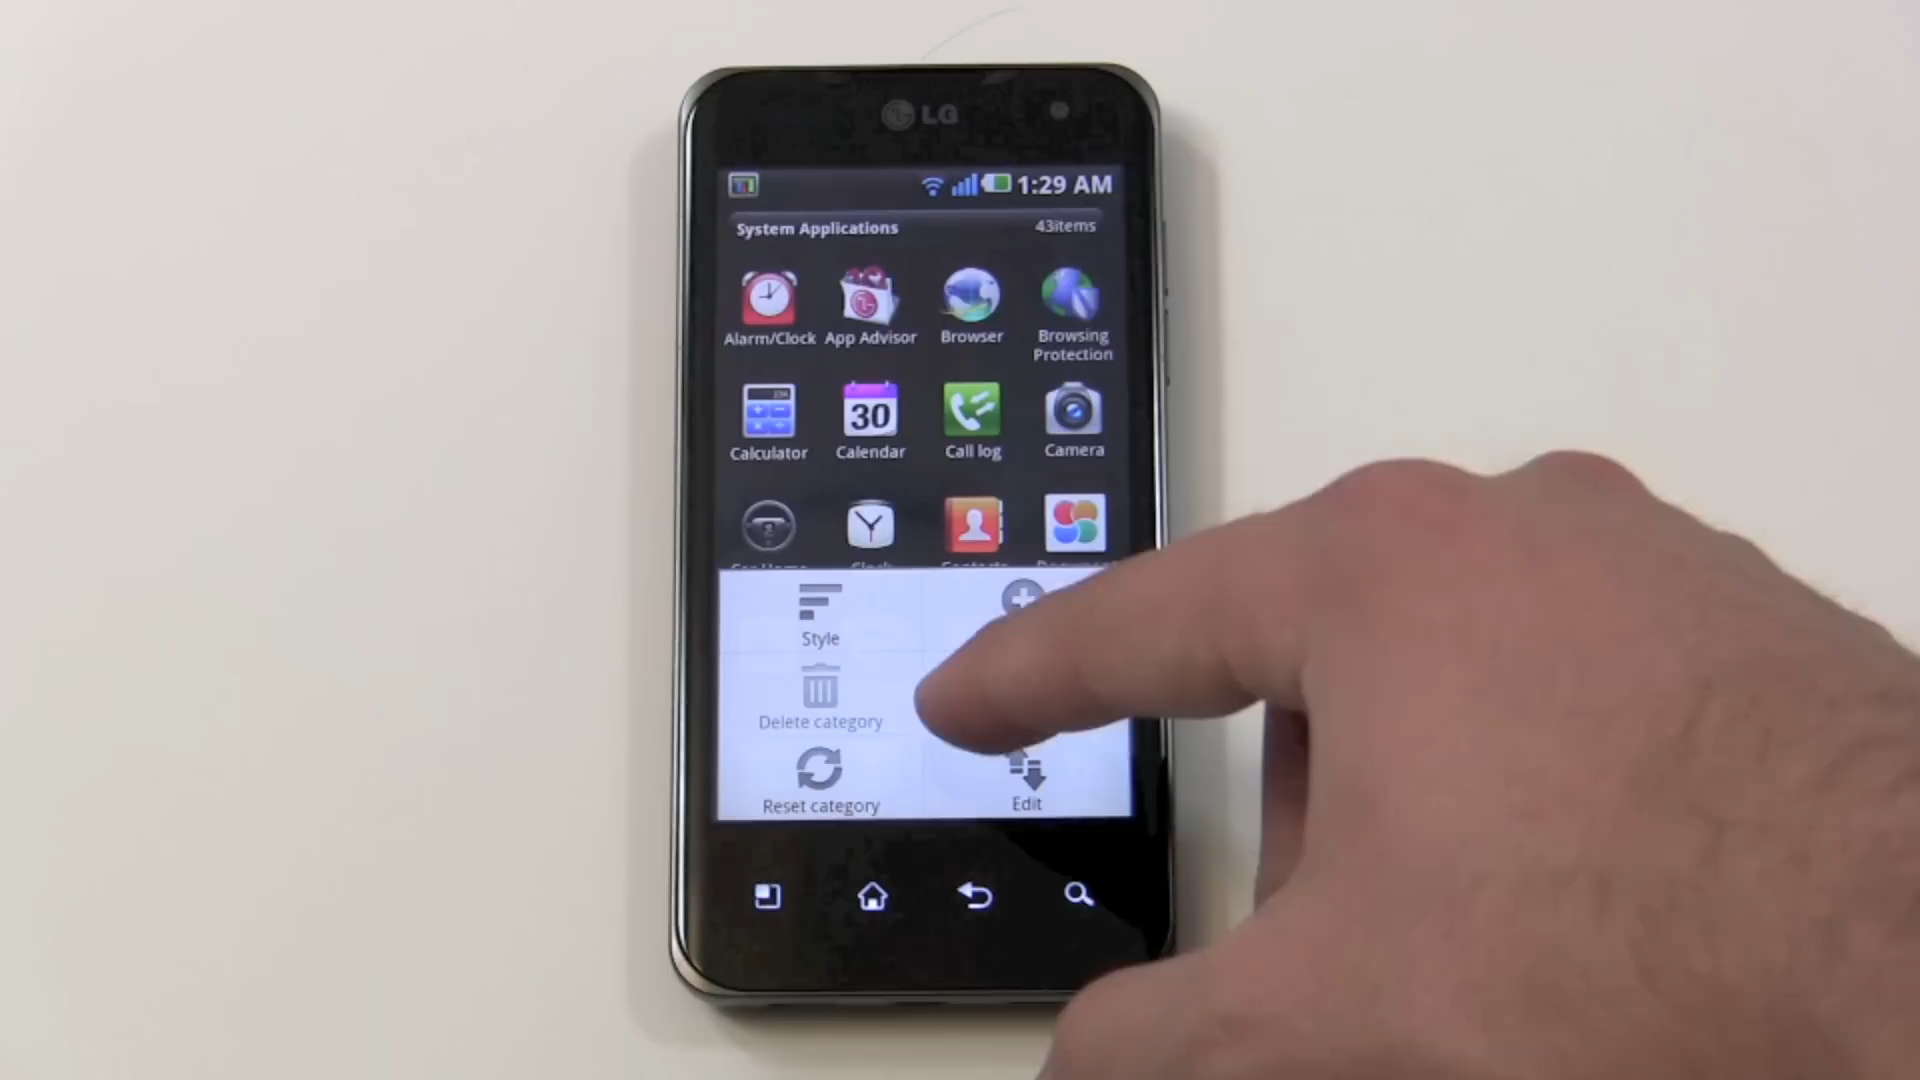 LG
1:29 AM
System Applications 43items
Alarm/Clock App Advisor Browser Browsing Protection
30
Calculator Calendar Call log Camera
Style
Delete category
Reset category Edit